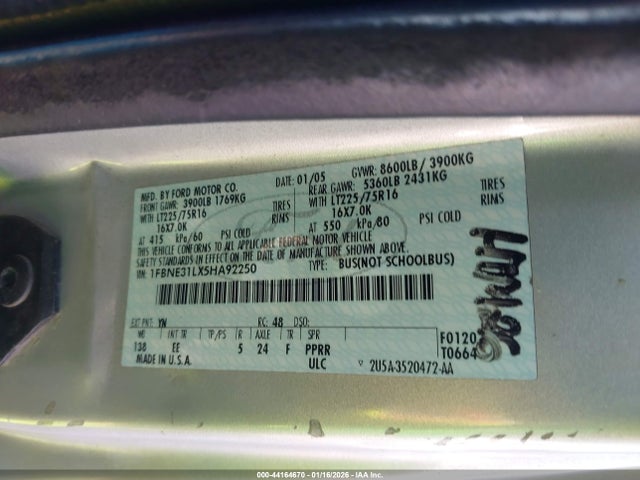 MFD. BY FORD MOTOR CO.
DATE: 01/05
GVWR: 8600LB / 3900KG
FRONT GAWR: 3900LB 1769KG
REAR GAWR: 5360LB 2431KG
WITH LT225/75R16 TIRES
WITH LT225/75R16 TIRES
16X7.0K RIMS
16X7.0K RIMS
AT 415 kPa/60 PSI COLD
AT 550 kPa/80 PSI COLD
THIS VEHICLE CONFORMS TO ALL APPLICABLE FEDERAL MOTOR VEHICLE
SAFETY STANDARDS IN EFFECT ON THE DATE OF MANUFACTURE SHOWN ABOVE.
VIN: 1FBNE31LX5HA92250
TYPE: BUS(NOT SCHOOLBUS)
EXT PNT: YN RC: 48 DSO:
WB INT TR TP/PS R AXLE TR SPR
138 EE 5 24 F PPRR
ULC
MADE IN U.S.A.
F0120
T0664
2U5A-3520472-AA
000-44164670 - 01/16/2026 - IAA Inc.